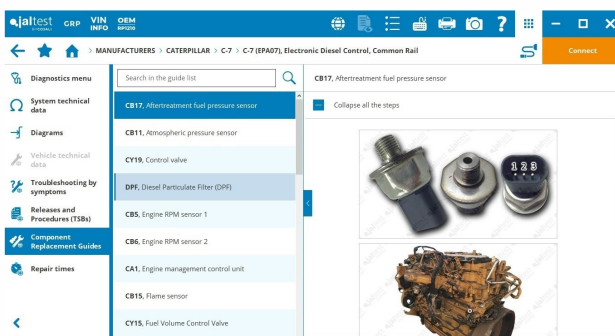 jaltest
GRP
VIN INFO
OEM RP1210
> MANUFACTURERS > CATERPILLAR > C-7 > C-7 (EPA07), Electronic Diesel Control, Common Rail
Connect
Diagnostics menu
System technical
data
Diagrams
Vehicle technical
data
Troubleshooting by
symptoms
Releases and
Procedures (TSBs)
Component
Replacement Guides
Repair times
Search in the guide list
CB17, Aftertreatment fuel pressure sensor
CB11, Atmospheric pressure sensor
CY19, Control valve
DPF, Diesel Particulate Filter (DPF)
CB5, Engine RPM sensor 1
CB6, Engine RPM sensor 2
CA1, Engine management control unit
CB15, Flame sensor
CY15, Fuel Volume Control Valve
CB17, Aftertreatment fuel pressure sensor
Collapse all the steps
1 2 3